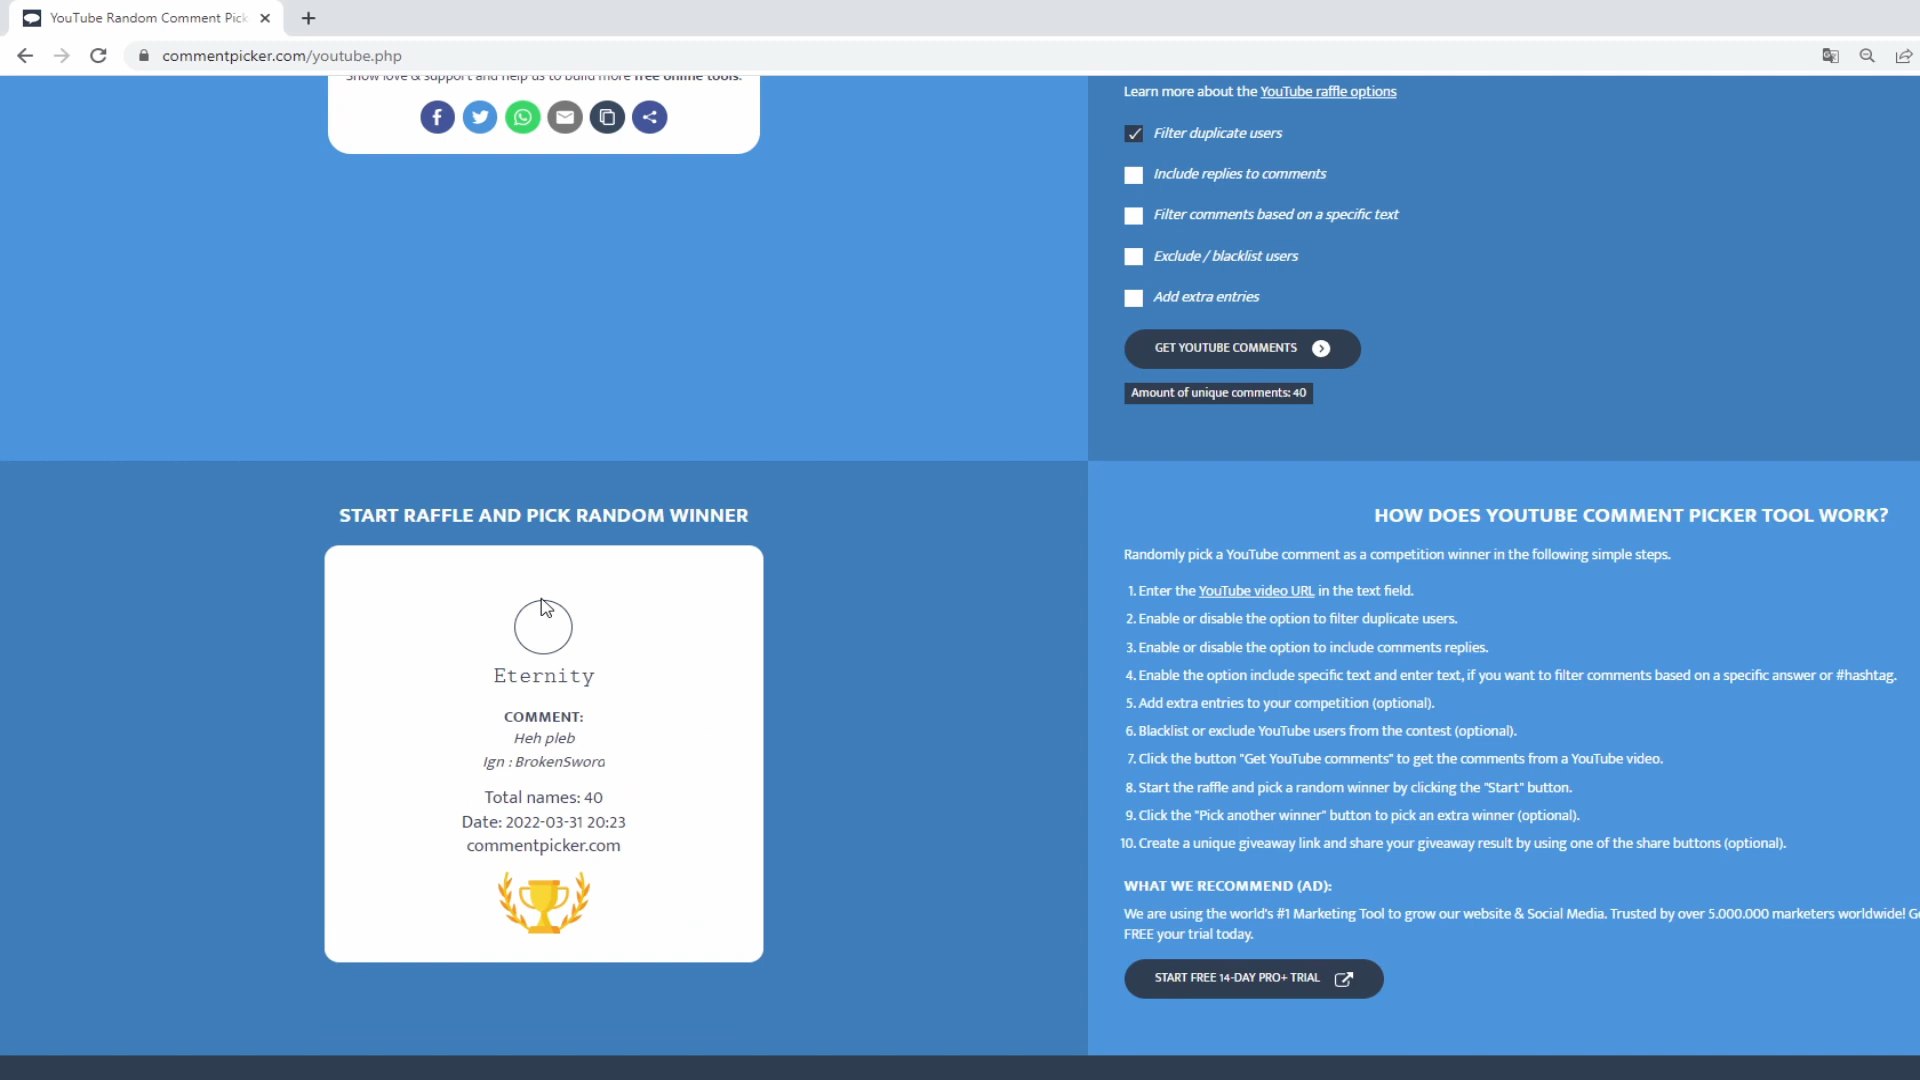 YouTube Random Comment Pick
commentpicker.com/youtube.php
Show love & support and help us to build more free online tools.
Learn more about the YouTube raffle options
Filter duplicate users
Include replies to comments
Filter comments based on a specific text
Exclude / blacklist users
Add extra entries
GET YOUTUBE COMMENTS
Amount of unique comments: 40
START RAFFLE AND PICK RANDOM WINNER
Eternity
COMMENT:
Heh pleb
Ign : BrokenSword
Total names: 40
Date: 2022-03-31 20:23
commentpicker.com
HOW DOES YOUTUBE COMMENT PICKER TOOL WORK?
Randomly pick a YouTube comment as a competition winner in the following simple steps.
1. Enter the YouTube video URL in the text field.
2. Enable or disable the option to filter duplicate users.
3. Enable or disable the option to include comments replies.
4. Enable the option include specific text and enter text, if you want to filter comments based on a specific answer or #hashtag.
5. Add extra entries to your competition (optional).
6. Blacklist or exclude YouTube users from the contest (optional).
7. Click the button "Get YouTube comments" to get the comments from a YouTube video.
8. Start the raffle and pick a random winner by clicking the "Start" button.
9. Click the "Pick another winner" button to pick an extra winner (optional).
10. Create a unique giveaway link and share your giveaway result by using one of the share buttons (optional).
WHAT WE RECOMMEND (AD):
We are using the world's #1 Marketing Tool to grow our website & Social Media. Trusted by over 5.000.000 marketers worldwide!
FREE your trial today.
START FREE 14-DAY PRO+ TRIAL